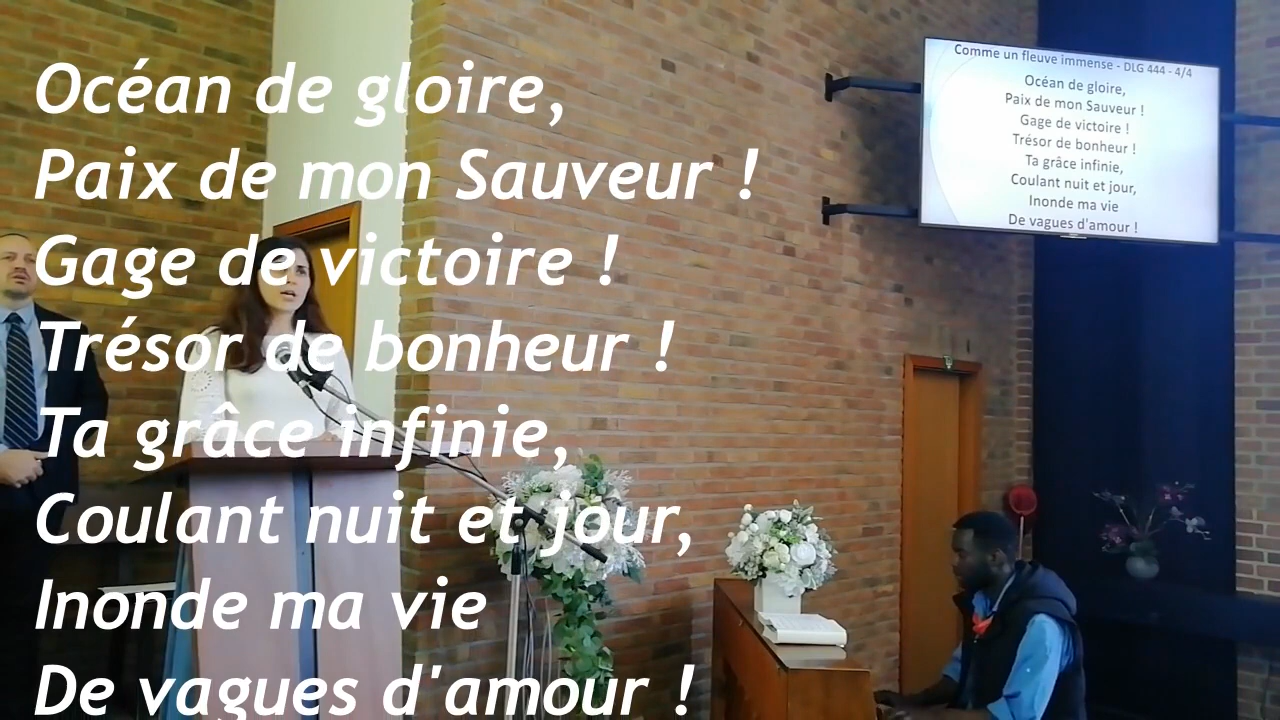 Océan de gloire,
Paix de mon Sauveur !
Gage de victoire !
Trésor de bonheur !
Ta grâce infinie,
Coulant nuit et jour,
Inonde ma vie
De vagues d'amour !
Comme un fleuve immense - DLG 444 - 4/4
Océan de gloire,
Paix de mon Sauveur !
Gage de victoire !
Trésor de bonheur !
Ta grâce infinie,
Coulant nuit et jour,
Inonde ma vie
De vagues d'amour !